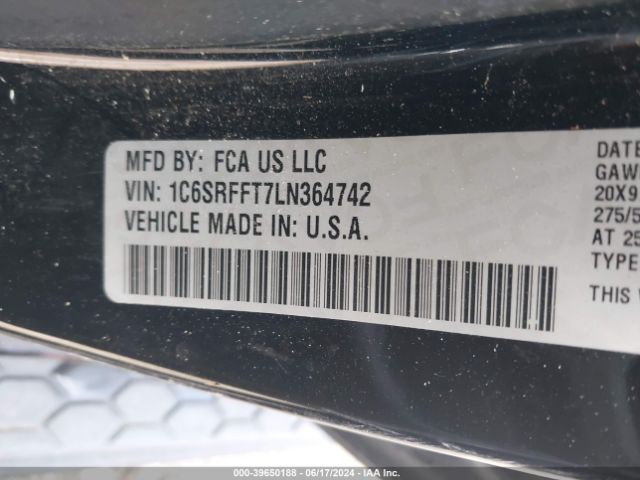 MFD BY: FCA US LLC
VIN: 1C6SRFFT7LN364742
VEHICLE MADE IN: U.S.A.
DATE
GAW
20X9
275/5
AT 25
TYPE
THIS V
000-39650188 - 06/17/2024 - IAA Inc.